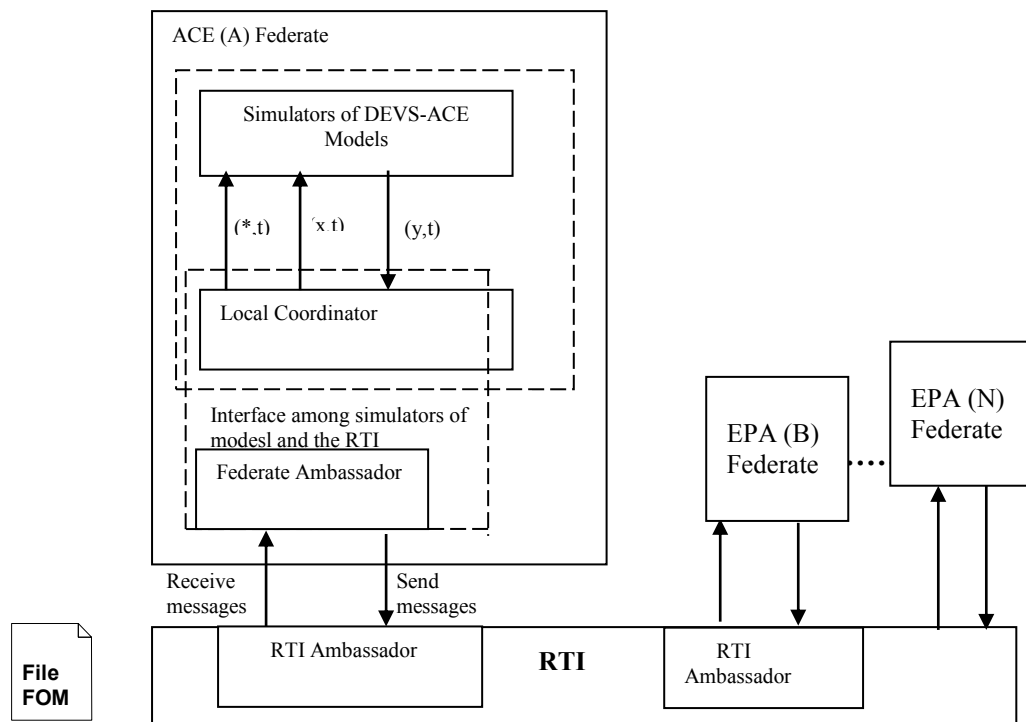 ACE (A) Federate
Simulators of DEVS-ACE
Models
(*,t)
(x,t)
(y,t)
Local Coordinator
Interface among simulators of
modesl and the RTI
Federate Ambassador
EPA (B)
Federate
EPA (N)
Federate
Receive
messages
Send
messages
RTI Ambassador
RTI
RTI
Ambassador
File
FOM